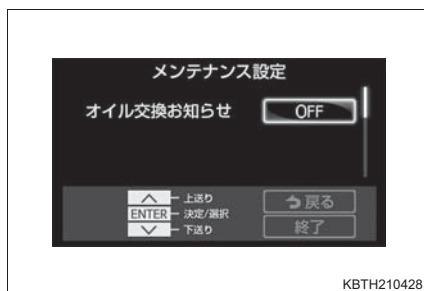 メンテナンス設定
オイル交換お知らせ OFF
上送り
ENTER 決定/選択
下送り
戻る
終了
KBTH210428